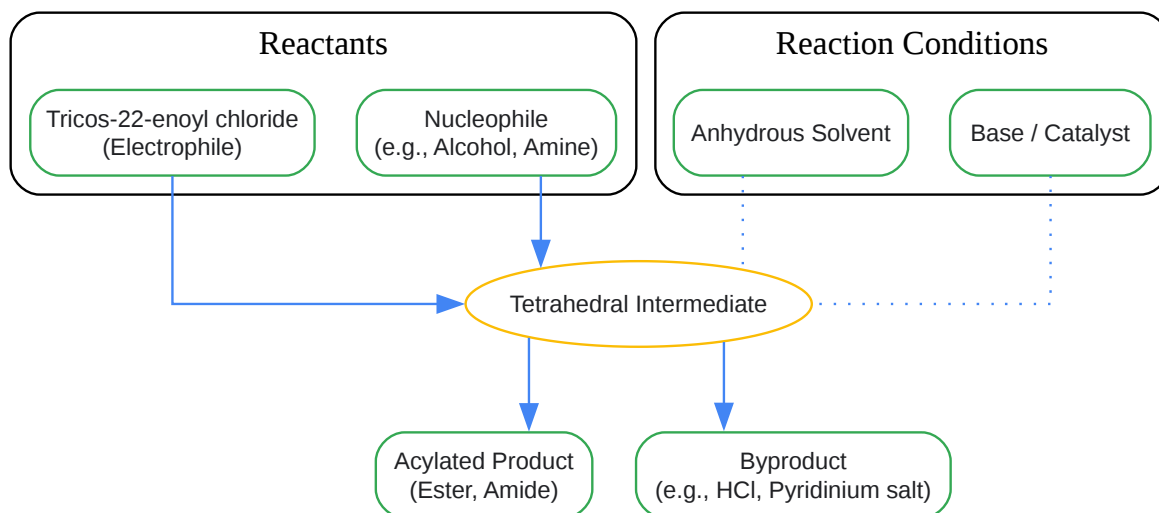 Reactants
Reaction Conditions
Tricos-22-enoyl chloride
(Electrophile)
Nucleophile
(e.g., Alcohol, Amine)
Anhydrous Solvent
Base / Catalyst
Tetrahedral Intermediate
Acylated Product
(Ester, Amide)
Byproduct
(e.g., HCl, Pyridinium salt)